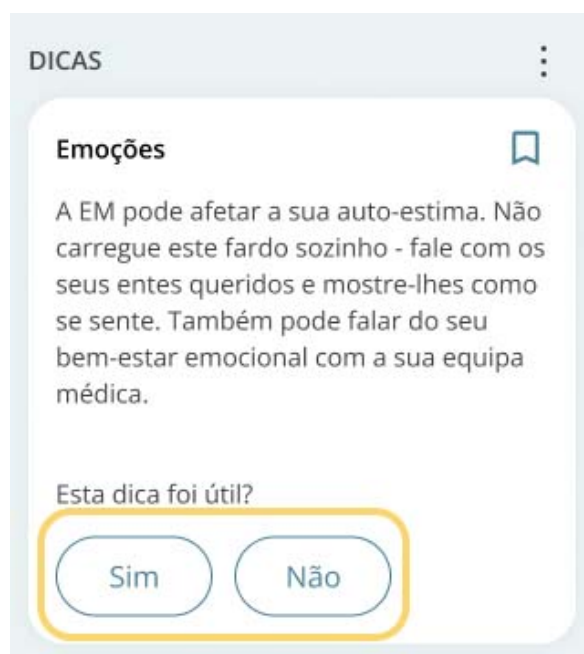 DICAS
Emoções
A EM pode afetar a sua auto-estima. Não
carregue este fardo sozinho - fale com os
seus entes queridos e mostre-lhes como
se sente. Também pode falar do seu
bem-estar emocional com a sua equipa
médica.
Esta dica foi útil?
Sim Não